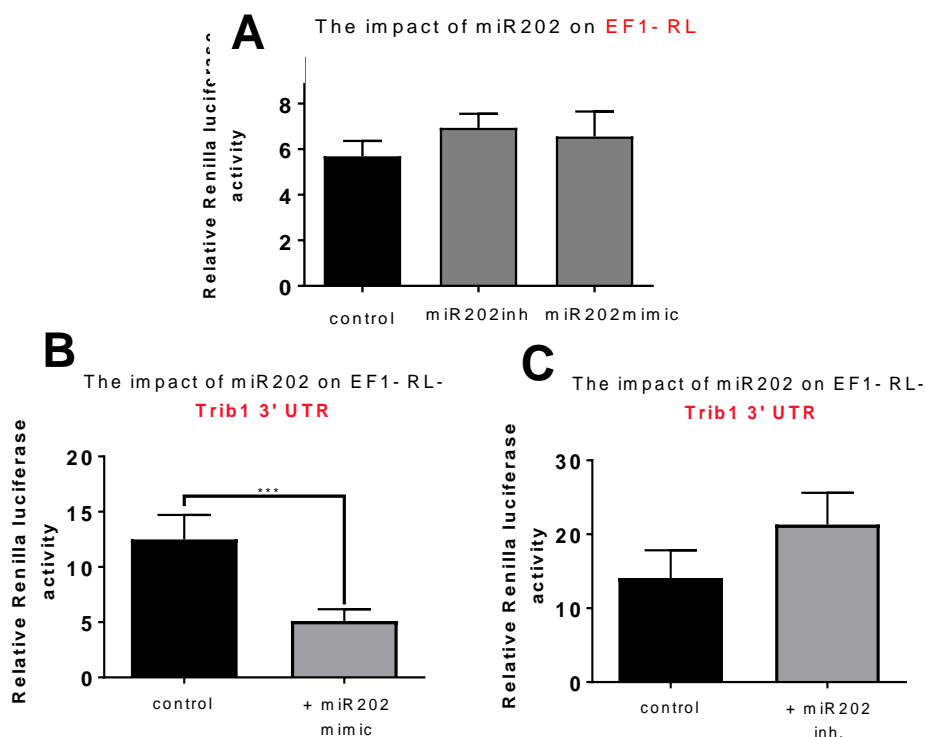 A
The impact of miR202 on EF1- RL
Relative Renilla luciferase
activity
8
6
4
2
0
control
miR202inh
miR202mimic
B
The impact of miR202 on EF1- RL-
Trib1 3' UTR
Relative Renilla luciferase
activity
20
15
10
5
0
***
control
+ miR202
mimic
C
The impact of miR202 on EF1- RL-
Trib1 3' UTR
Relative Renilla luciferase
activity
30
20
10
0
control
+ miR202
inh.